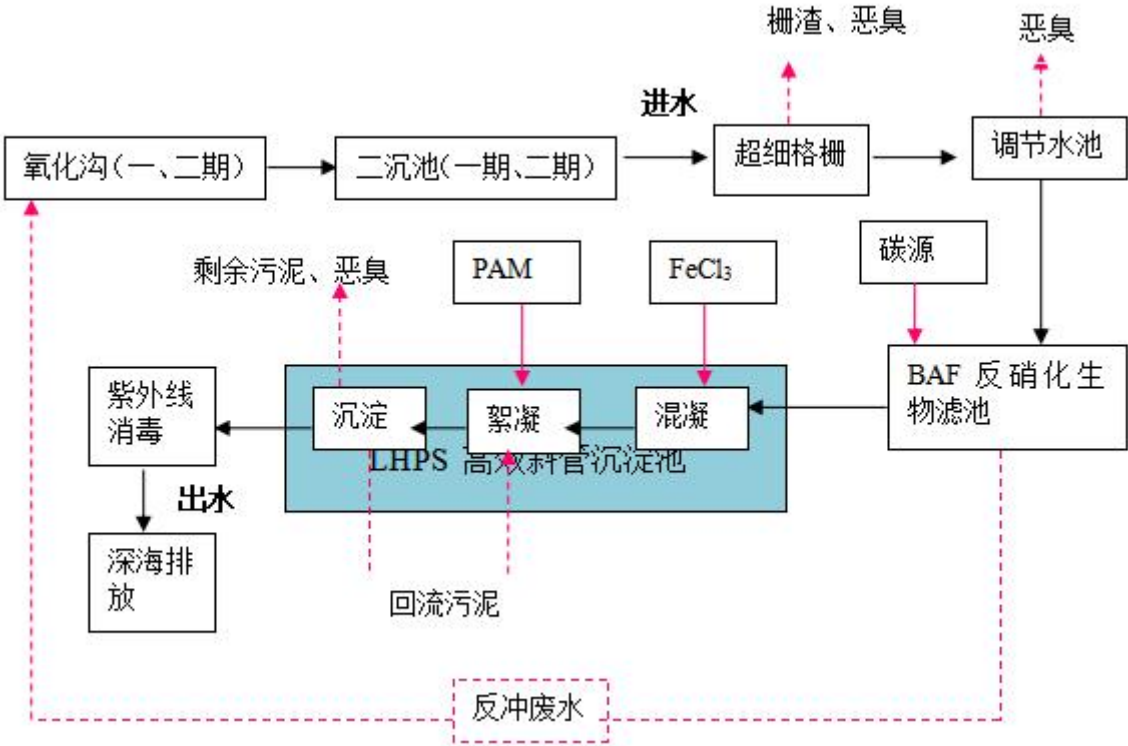 栅渣、恶臭
恶臭
进水
氧化沟（一、二期）
二沉池（一期、二期）
超细格栅
调节水池
剩余污泥、恶臭
PAM
FeCl₃
碳源
紫外线
消毒
沉淀
絮凝
混凝
BAF 反硝化生
物滤池
LHPS 高效斜管沉淀池
出水
深海排
放
回流污泥
反冲废水